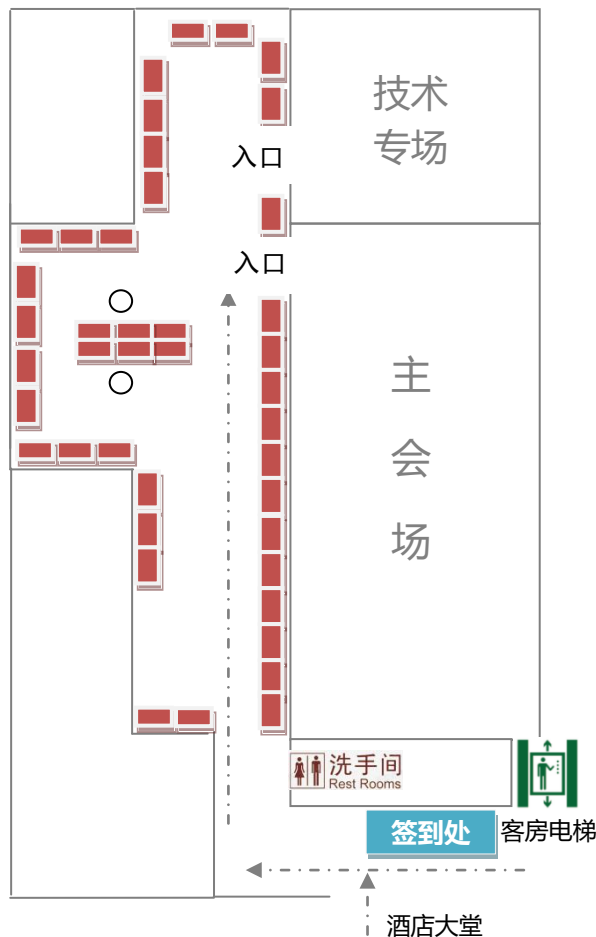 技术
专场
入口
入口
主
会
场
洗手间
Rest Rooms
签到处
客房电梯
酒店大堂